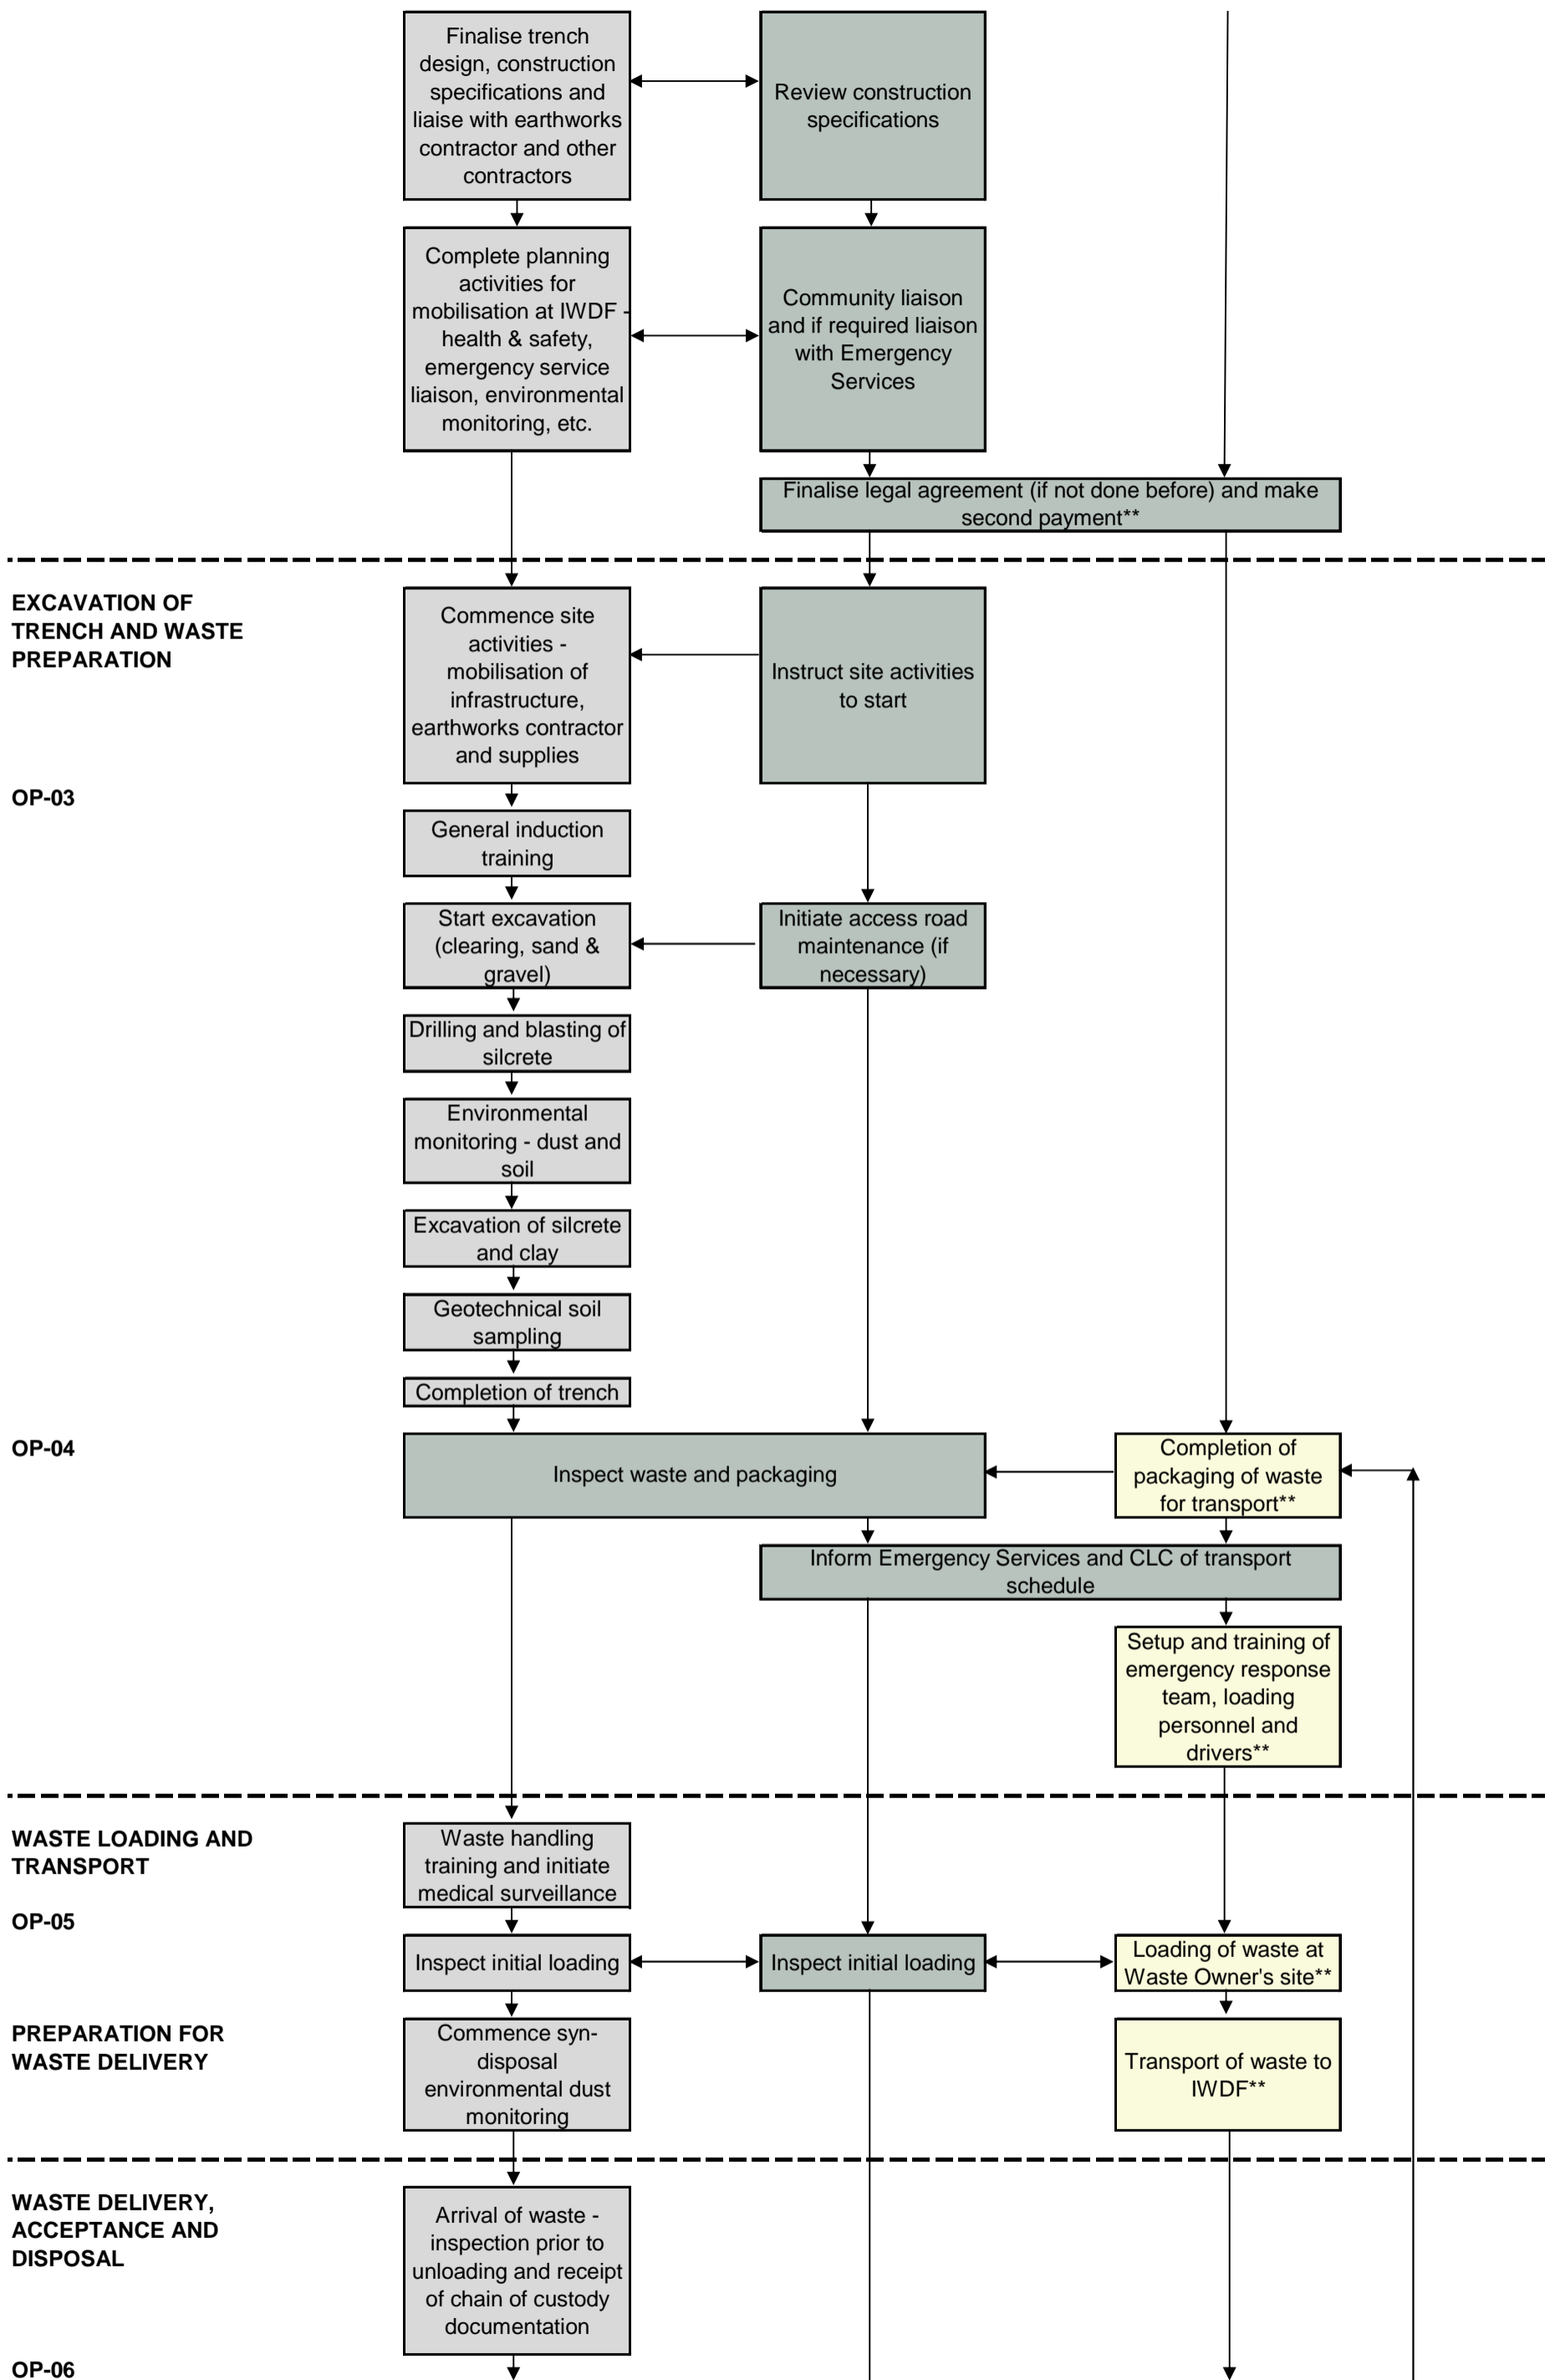 Finalise trench
design, construction
specifications and
liaise with earthworks
contractor and other
contractors
Review construction
specifications
Complete planning
activities for
mobilisation at IWDF -
health & safety,
emergency service
liaison, environmental
monitoring, etc.
Community liaison
and if required liaison
with Emergency
Services
Finalise legal agreement (if not done before) and make
second payment**
EXCAVATION OF
TRENCH AND WASTE
PREPARATION
Commence site
activities -
mobilisation of
infrastructure,
earthworks contractor
and supplies
Instruct site activities
to start
OP-03
General induction
training
Start excavation
(clearing, sand &
gravel)
Initiate access road
maintenance (if
necessary)
Drilling and blasting of
silcrete
Environmental
monitoring - dust and
soil
Excavation of silcrete
and clay
Geotechnical soil
sampling
Completion of trench
OP-04
Inspect waste and packaging
Completion of
packaging of waste
for transport**
Inform Emergency Services and CLC of transport
schedule
Setup and training of
emergency response
team, loading
personnel and
drivers**
WASTE LOADING AND
TRANSPORT
Waste handling
training and initiate
medical surveillance
OP-05
Inspect initial loading
Inspect initial loading
Loading of waste at
Waste Owner's site**
PREPARATION FOR
WASTE DELIVERY
Commence syn-
disposal
environmental dust
monitoring
Transport of waste to
IWDF**
WASTE DELIVERY,
ACCEPTANCE AND
DISPOSAL
Arrival of waste -
inspection prior to
unloading and receipt
of chain of custody
documentation
OP-06